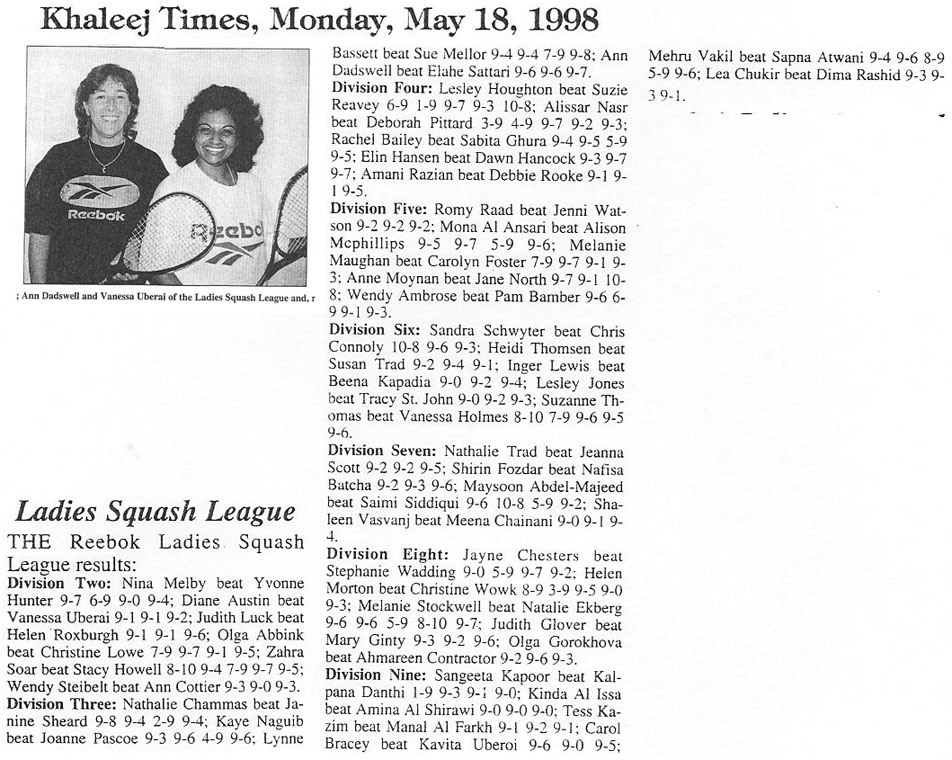 Khaleej Times, Monday, May 18, 1998
Reebok
Reebo
; Ann Dadswell and Vanessa Uberai of the Ladies Squash League and. r
Ladies Squash League
THE Reebok Ladies Squash
League results:
Division Two: Nina Melby beat Yvonne
Hunter 9-7 6-9 9-0 9-4; Diane Austin beat
Vanessa Uberai 9-1 9-1 9-2; Judith Luck beat
Helen Roxburgh 9-1 9-1 9-6; Olga Abbink
beat Christine Lowe 7-9 9-7 9-1 9-5; Zahra
Soar beat Stacy Howell 8-10 9-4 7-9 9-7 9-5;
Wendy Steibelt beat Ann Cottier 9-3 9-0 9-3.
Division Three: Nathalie Chammas beat Ja-
nine Sheard 9-8 9-4 2-9 9-4; Kaye Naguib
beat Joanne Pascoe 9-3 9-6 4-9 9-6; Lynne
Bassett beat Sue Mellor 9-4 9-4 7-9 9-8; Ann
Dadswell beat Elahe Sattari 9-6 9-6 9-7.
Division Four: Lesley Houghton beat Suzie
Reavey 6-9 1-9 9-7 9-3 10-8; Alissar Nasr
beat Deborah Pittard 3-9 4-9 9-7 9-2 9-3;
Rachel Bailey beat Sabita Ghura 9-4 9-5 5-9
9-5; Elin Hansen beat Dawn Hancock 9-3 9-7
9-7; Amani Razian beat Debbie Rooke 9-1 9-
1 9-5.
Division Five: Romy Raad beat Jenni Wat-
son 9-2 9-2 9-2; Mona Al Ansari beat Alison
Mcphillips 9-5 9-7 5-9 9-6; Melanie
Maughan beat Carolyn Foster 7-9 9-7 9-1 9-
3; Anne Moynan beat Jane North 9-7 9-1 10-
8; Wendy Ambrose beat Pam Bamber 9-6 6-
9 9-1 9-3.
Division Six: Sandra Schwyter beat Chris
Connoly 10-8 9-6 9-3; Heidi Thomsen beat
Susan Trad 9-2 9-4 9-1; Inger Lewis beat
Beena Kapadia 9-0 9-2 9-4; Lesley Jones
beat Tracy St. John 9-0 9-2 9-3; Suzanne Th-
omas beat Vanessa Holmes 8-10 7-9 9-6 9-5
9-6.
Division Seven: Nathalie Trad beat Jeanna
Scott 9-2 9-2 9-5; Shirin Fozdar beat Nafisa
Batcha 9-2 9-3 9-6; Maysoon Abdel-Majeed
beat Saimi Siddiqui 9-6 10-8 5-9 9-2; Sha-
leen Vasvanj beat Meena Chainani 9-0 9-1 9-
4.
Division Eight: Jayne Chesters beat
Stephanie Wadding 9-0 5-9 9-7 9-2; Helen
Morton beat Christine Wowk 8-9 3-9 9-5 9-0
9-3; Melanie Stockwell beat Natalie Ekberg
9-6 9-6 5-9 8-10 9-7; Judith Glover beat
Mary Ginty 9-3 9-2 9-6; Olga Gorokhova
beat Ahmareen Contractor 9-2 9-6 9-3.
Division Nine: Sangeeta Kapoor beat Kal-
pana Danthi 1-9 9-3 9-1 9-0; Kinda Al Issa
beat Amina Al Shirawi 9-0 9-0 9-0; Tess Ka-
zim beat Manal Al Farkh 9-1 9-2 9-1; Carol
Bracey beat Kavita Uberoi 9-6 9-0 9-5;
Mehru Vakil beat Sapna Atwani 9-4 9-6 8-9
5-9 9-6; Lea Chukir beat Dima Rashid 9-3 9-
3 9-1.